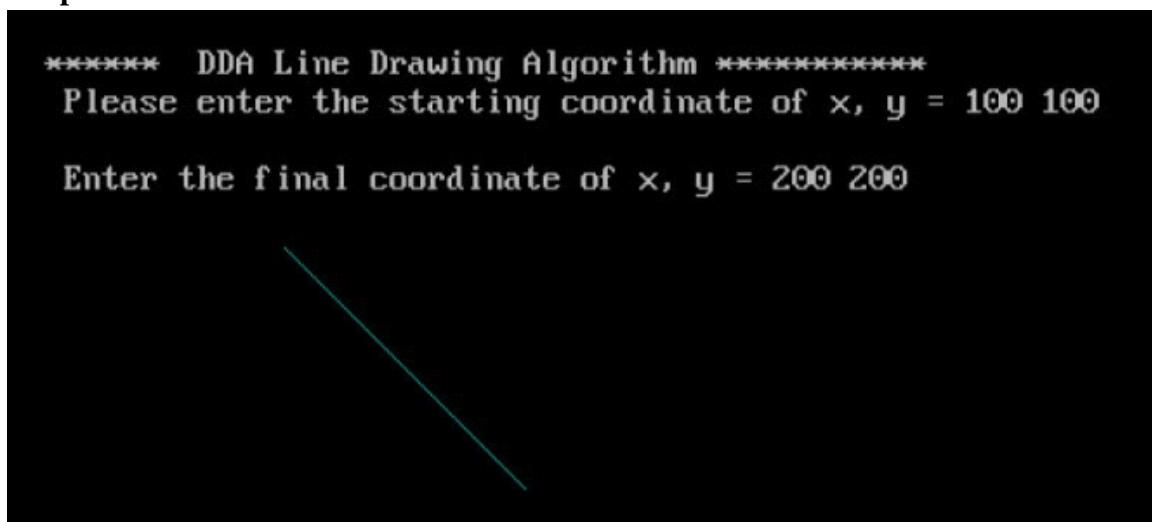 ******  DDA Line Drawing Algorithm ***********
Please enter the starting coordinate of x, y = 100 100
Enter the final coordinate of x, y = 200 200